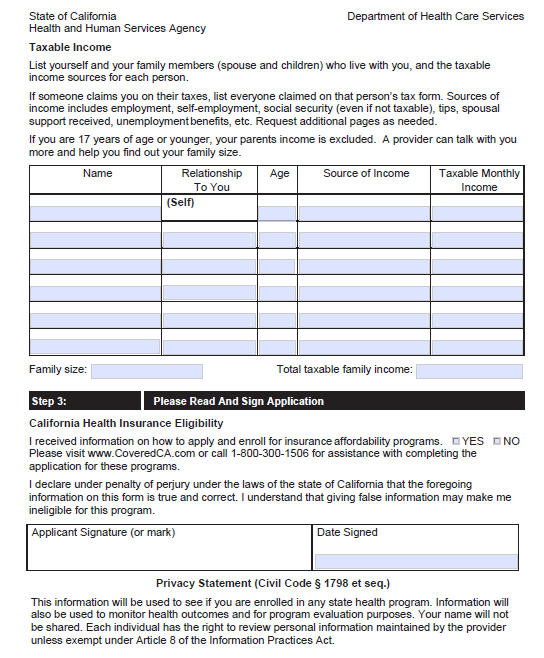 State of California Department of Health Care Services
Health and Human Services Agency
Taxable Income
List yourself and your family members (spouse and children) who live with you, and the taxable
income sources for each person.
If someone claims you on their taxes, list everyone claimed on that person's tax form. Sources of
income includes employment, self-employment, social security (even if not taxable), tips, spousal
support received, unemployment benefits, etc. Request additional pages as needed.
If you are 17 years of age or younger, your parents income is excluded. A provider can talk with you
more and help you find out your family size.
Name Relationship Age Source of Income Taxable Monthly
To You Income
(Self)
Family size: Total taxable family income:
Step 3: Please Read And Sign Application
California Health Insurance Eligibility
I received information on how to apply and enroll for insurance affordability programs. YES NO
Please visit www.CoveredCA.com or call 1-800-300-1506 for assistance with completing the
application for these programs.
I declare under penalty of perjury under the laws of the state of California that the foregoing
information on this form is true and correct. I understand that giving false information may make me
ineligible for this program.
Applicant Signature (or mark) Date Signed
Privacy Statement (Civil Code § 1798 et seq.)
This information will be used to see if you are enrolled in any state health program. Information will
also be used to monitor health outcomes and for program evaluation purposes. Your name will not
be shared. Each individual has the right to review personal information maintained by the provider
unless exempt under Article 8 of the Information Practices Act.